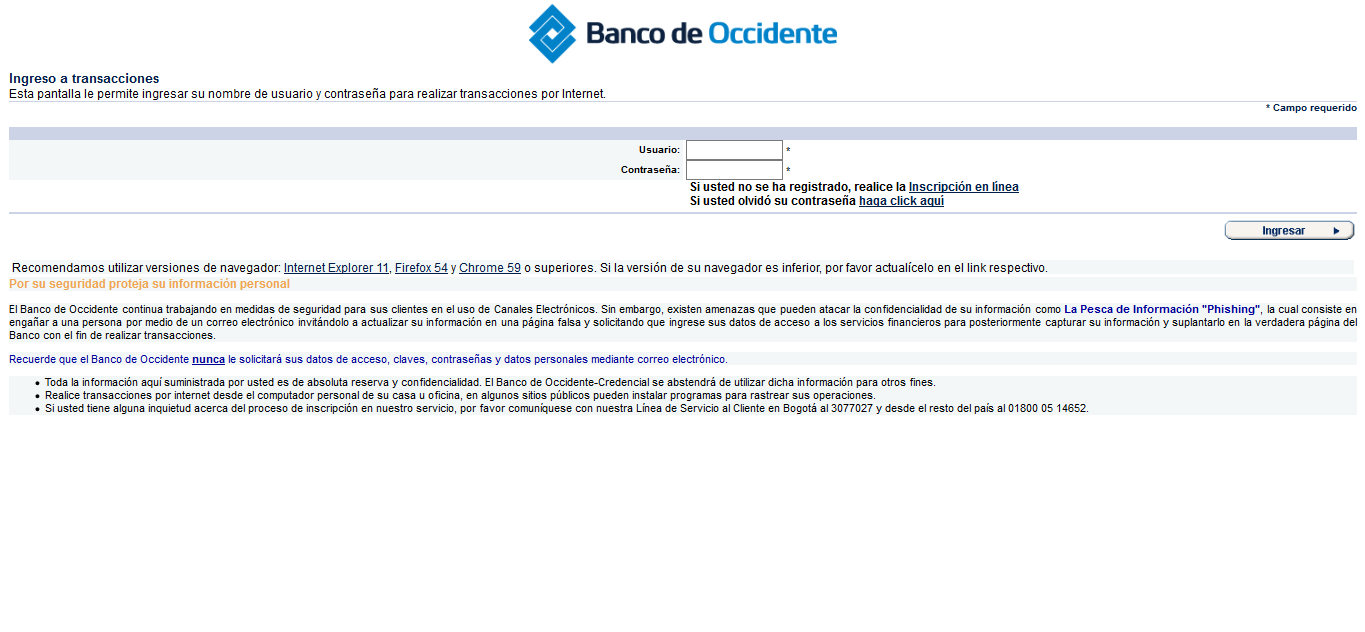 Banco de Occidente
Ingreso a transacciones
Esta pantalla le permite ingresar su nombre de usuario y contraseña para realizar transacciones por Internet.
* Campo requerido
Usuario: *
Contraseña: *
Si usted no se ha registrado, realice la Inscripción en línea
Si usted olvidó su contraseña haga click aquí
Ingresar
Recomendamos utilizar versiones de navegador: Internet Explorer 11, Firefox 54 y Chrome 59 o superiores. Si la versión de su navegador es inferior, por favor actualícelo en el link respectivo.
Por su seguridad proteja su información personal
El Banco de Occidente continua trabajando en medidas de seguridad para sus clientes en el uso de Canales Electrónicos. Sin embargo, existen amenazas que pueden atacar la confidencialidad de su información como La Pesca de Información "Phishing", la cual consiste en
engañar a una persona por medio de un correo electrónico invitándolo a actualizar su información en una página falsa y solicitando que ingrese sus datos de acceso a los servicios financieros para posteriormente capturar su información y suplantarlo en la verdadera página del
Banco con el fin de realizar transacciones.
Recuerde que el Banco de Occidente nunca le solicitará sus datos de acceso, claves, contraseñas y datos personales mediante correo electrónico.
• Toda la información aquí suministrada por usted es de absoluta reserva y confidencialidad. El Banco de Occidente-Credencial se abstendrá de utilizar dicha información para otros fines.
• Realice transacciones por internet desde el computador personal de su casa u oficina, en algunos sitios públicos pueden instalar programas para rastrear sus operaciones.
• Si usted tiene alguna inquietud acerca del proceso de inscripción en nuestro servicio, por favor comuníquese con nuestra Línea de Servicio al Cliente en Bogotá al 3077027 y desde el resto del país al 01800 05 14652.